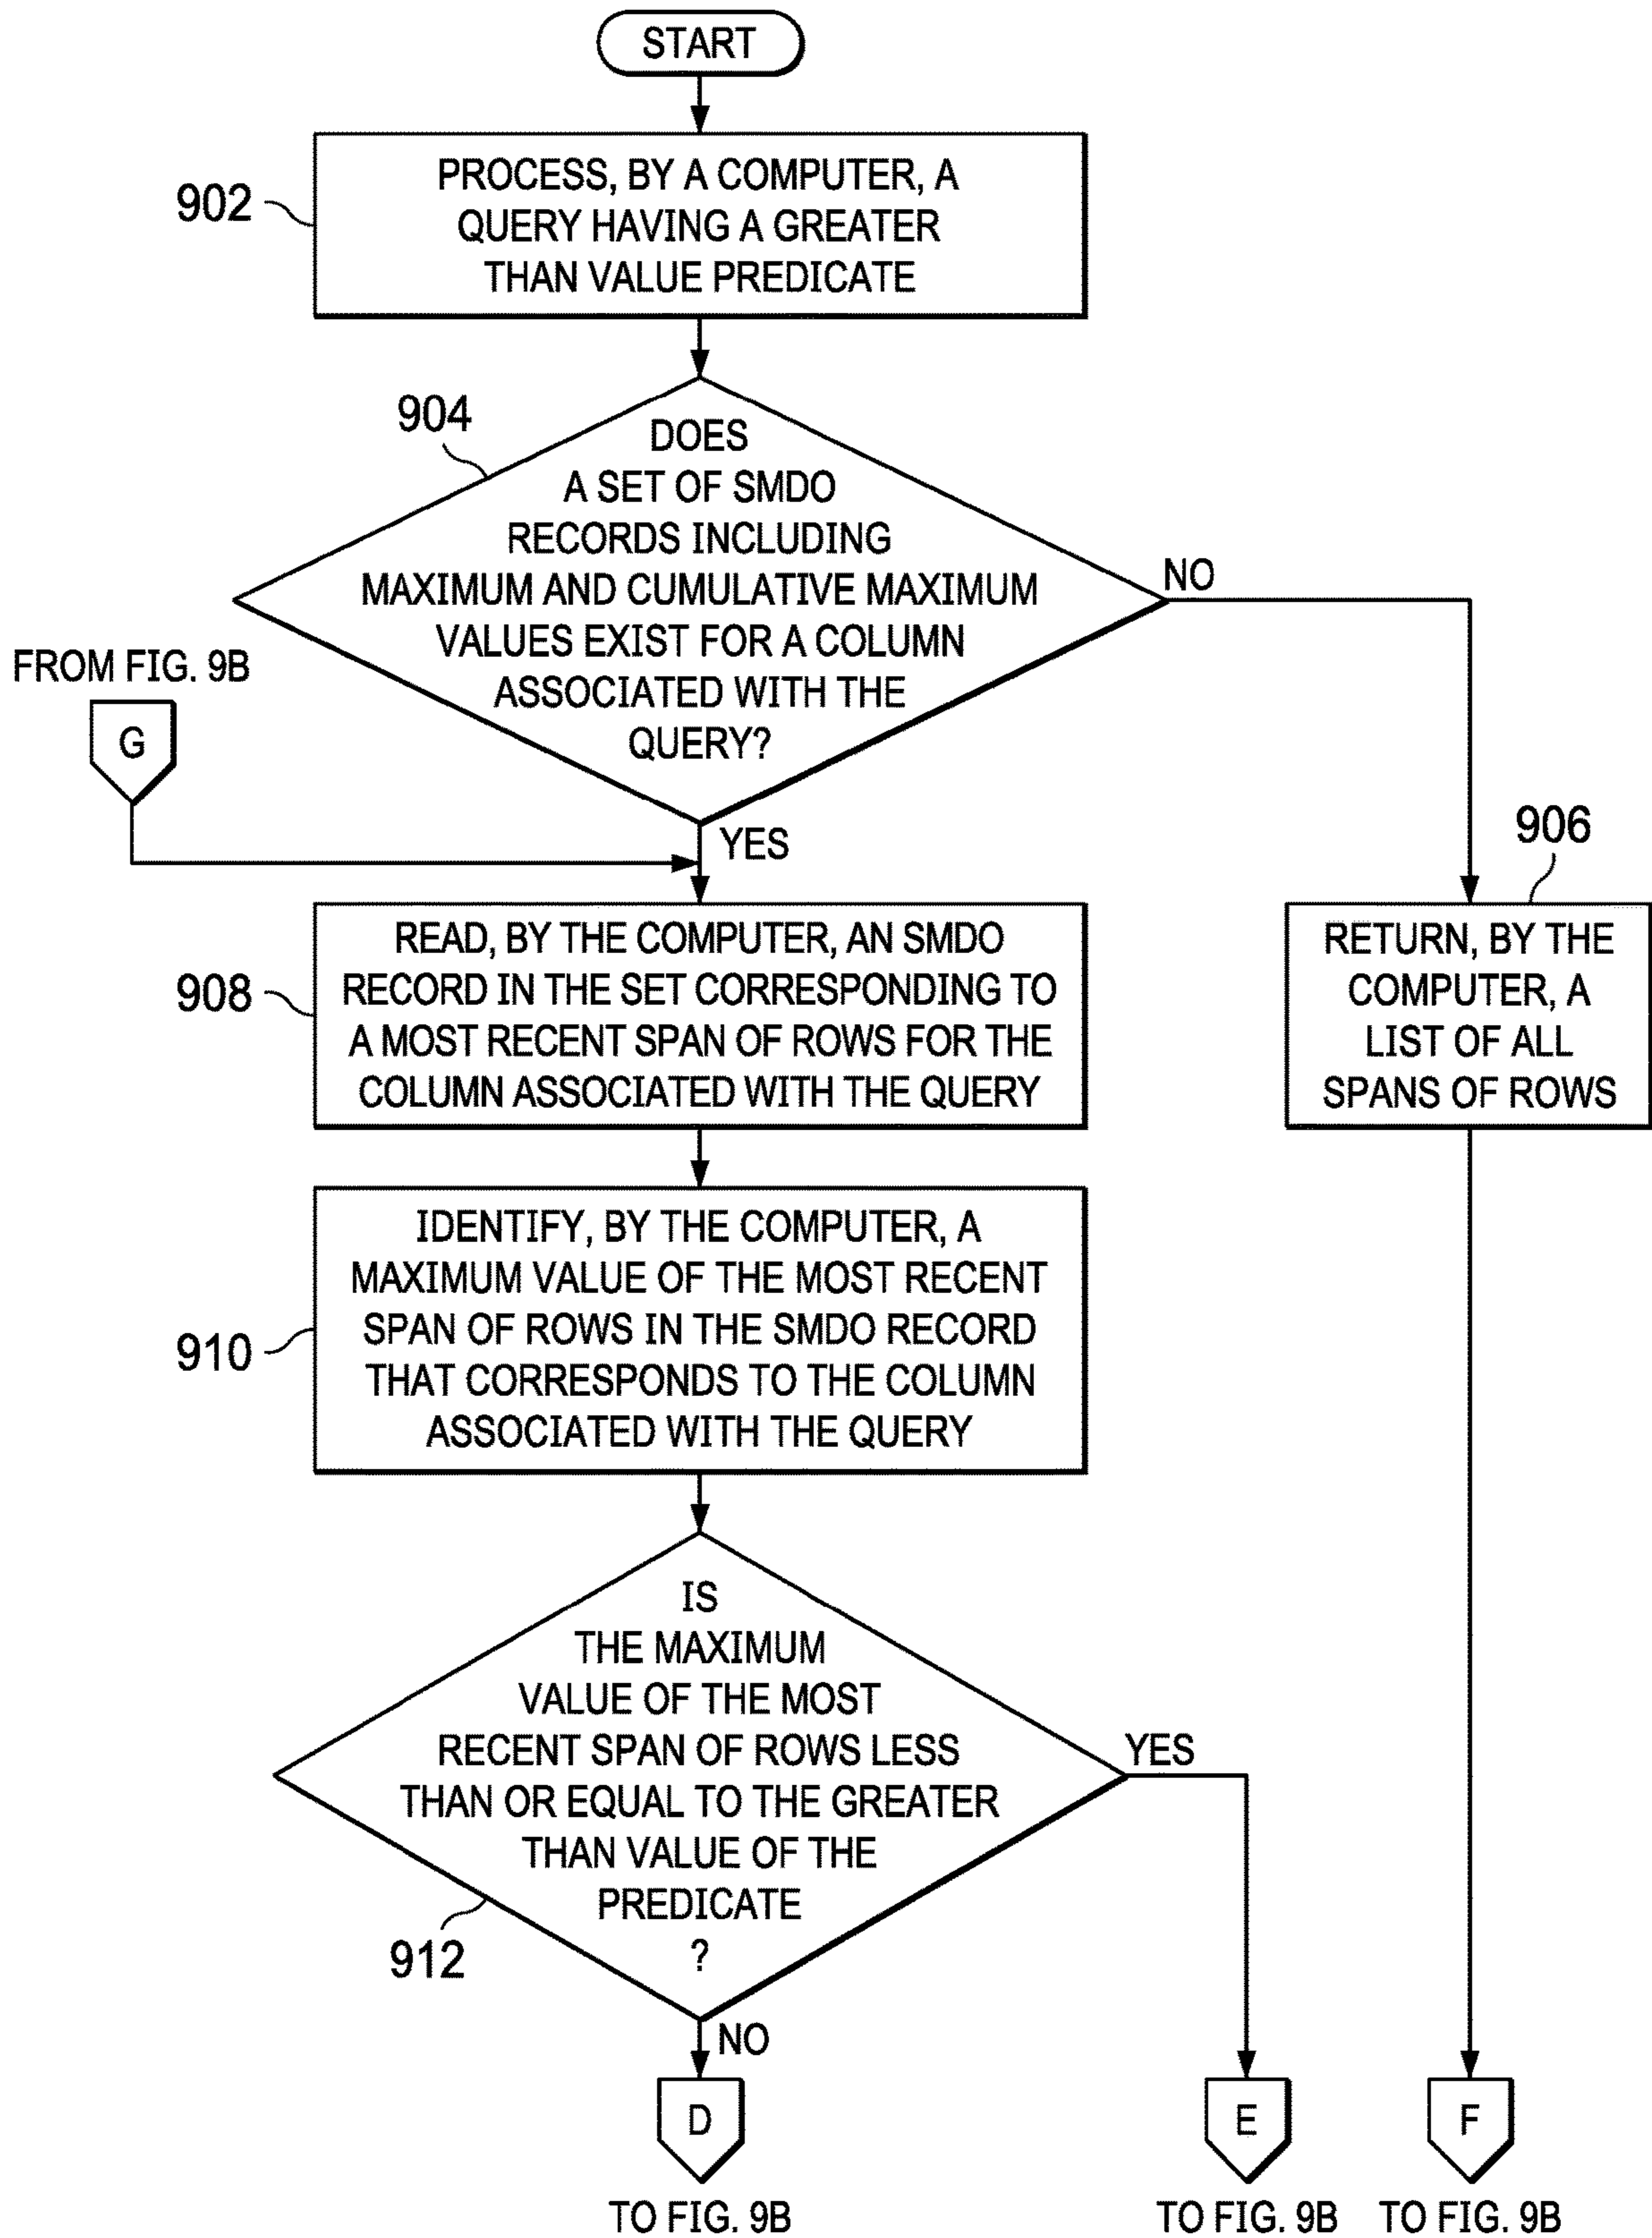 START
902
PROCESS, BY A COMPUTER, A
QUERY HAVING A GREATER
THAN VALUE PREDICATE
904
DOES
A SET OF SMDO
RECORDS INCLUDING
MAXIMUM AND CUMULATIVE MAXIMUM
VALUES EXIST FOR A COLUMN
ASSOCIATED WITH THE
QUERY?
NO
FROM FIG. 9B
G
YES
906
RETURN, BY THE
COMPUTER, A
LIST OF ALL
SPANS OF ROWS
908
READ, BY THE COMPUTER, AN SMDO
RECORD IN THE SET CORRESPONDING TO
A MOST RECENT SPAN OF ROWS FOR THE
COLUMN ASSOCIATED WITH THE QUERY
910
IDENTIFY, BY THE COMPUTER, A
MAXIMUM VALUE OF THE MOST RECENT
SPAN OF ROWS IN THE SMDO RECORD
THAT CORRESPONDS TO THE COLUMN
ASSOCIATED WITH THE QUERY
IS
THE MAXIMUM
VALUE OF THE MOST
RECENT SPAN OF ROWS LESS
THAN OR EQUAL TO THE GREATER
THAN VALUE OF THE
PREDICATE
?
912
YES
NO
D
TO FIG. 9B
E
TO FIG. 9B
F
TO FIG. 9B